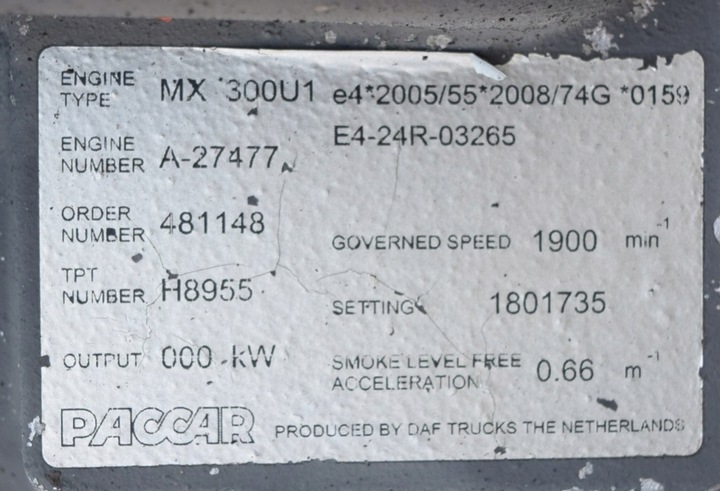 ENGINE TYPE MX 300U1 e4*2005/55*2008/74G *0159
E4-24R-03265
ENGINE NUMBER A-27477
ORDER NUMBER 481148
GOVERNED SPEED 1900 min-1
TPT NUMBER H8955
SETTING 1801735
OUTPUT 000 kW
SMOKE LEVEL FREE ACCELERATION 0.66 m-1
PACCAR PRODUCED BY DAF TRUCKS THE NETHERLANDS